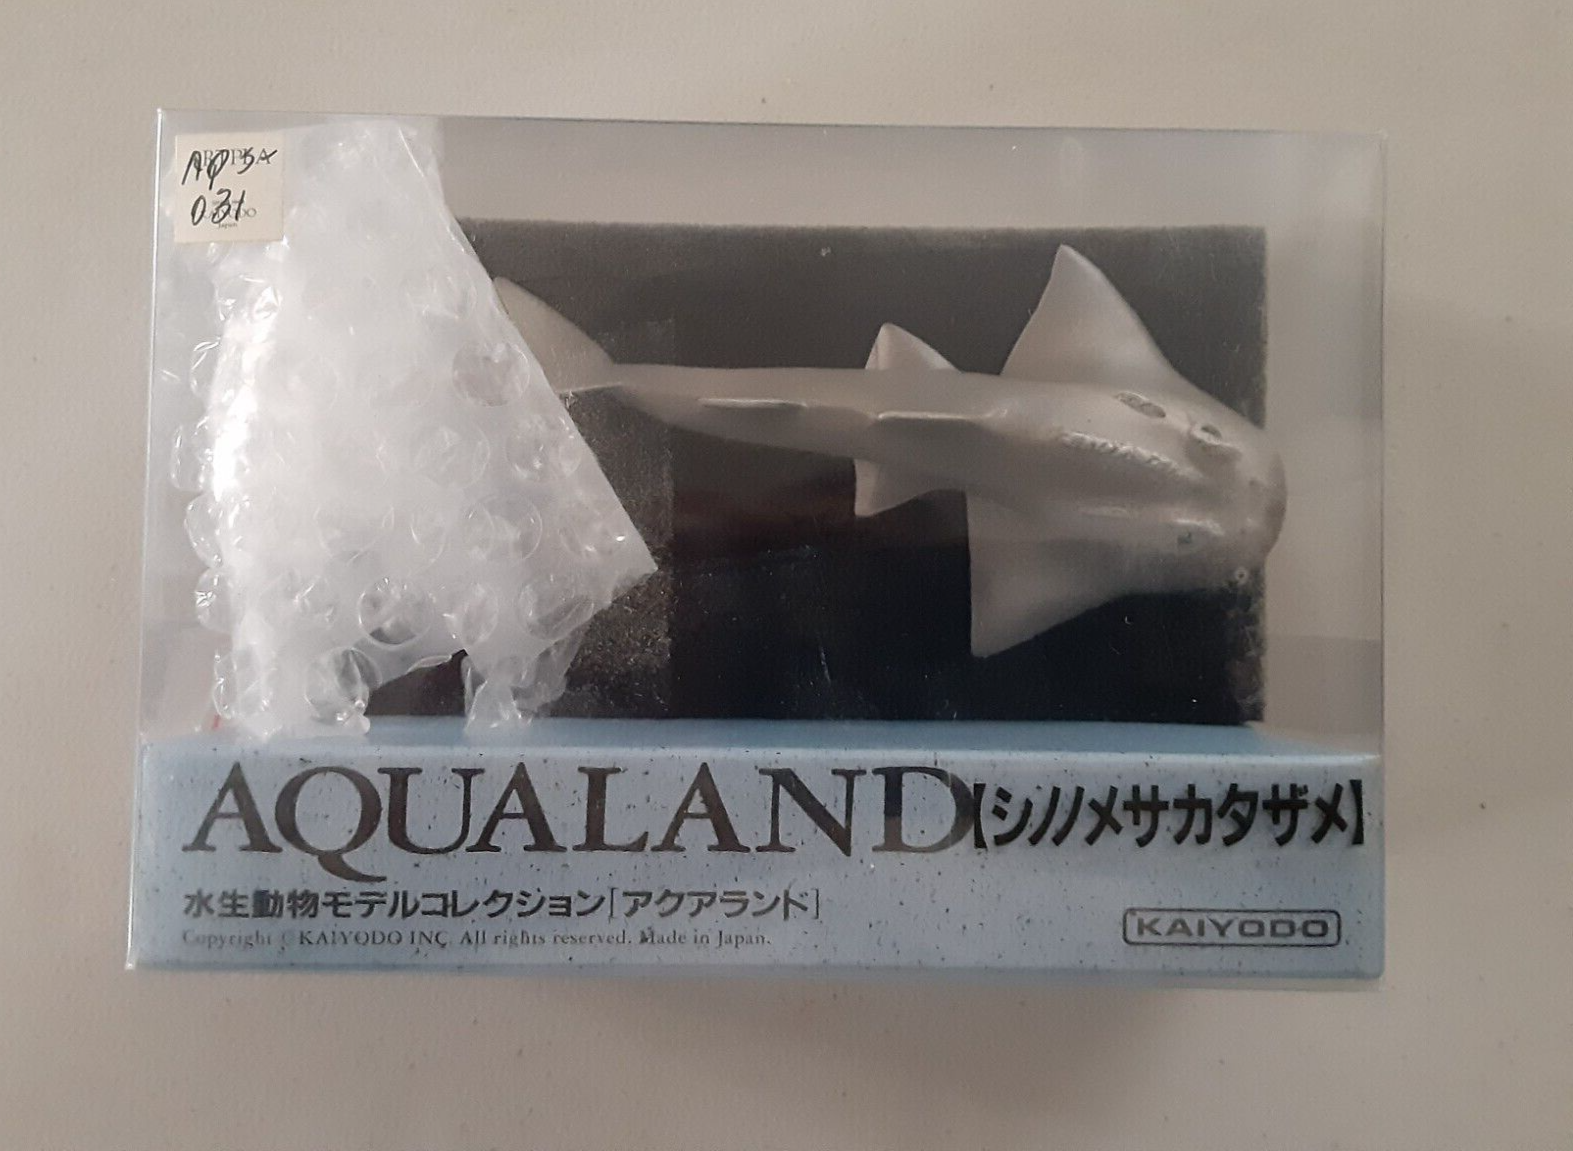 031
AQUALAND【シノノメサカタザメ】
水生動物モデルコレクション[アクアランド]
Copyright ©KAIYODO INC. All rights reserved. Made in Japan.
KAIYODO